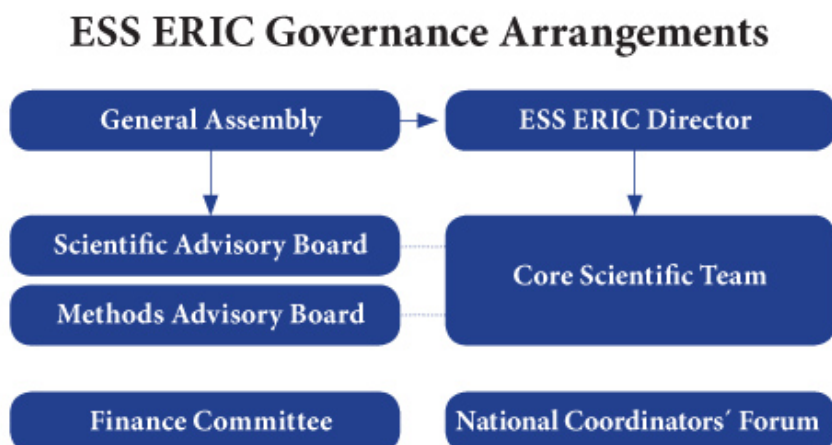 ESS ERIC Governance Arrangements
General Assembly
ESS ERIC Director
Scientific Advisory Board
Core Scientific Team
Methods Advisory Board
Finance Committee
National Coordinators´ Forum